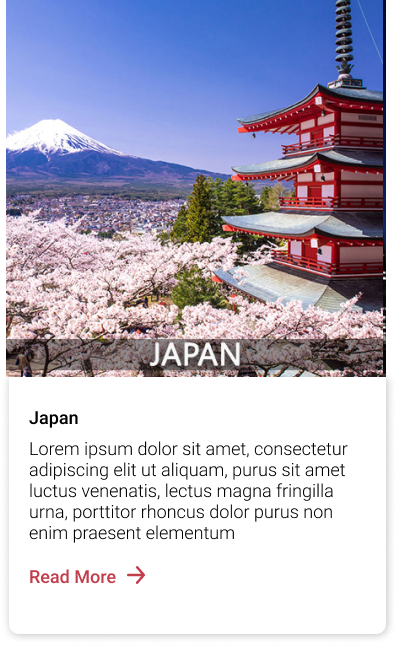 JAPAN
Japan
Lorem ipsum dolor sit amet, consectetur
adipiscing elit ut aliquam, purus sit amet
luctus venenatis, lectus magna fringilla
urna, porttitor rhoncus dolor purus non
enim praesent elementum
Read More